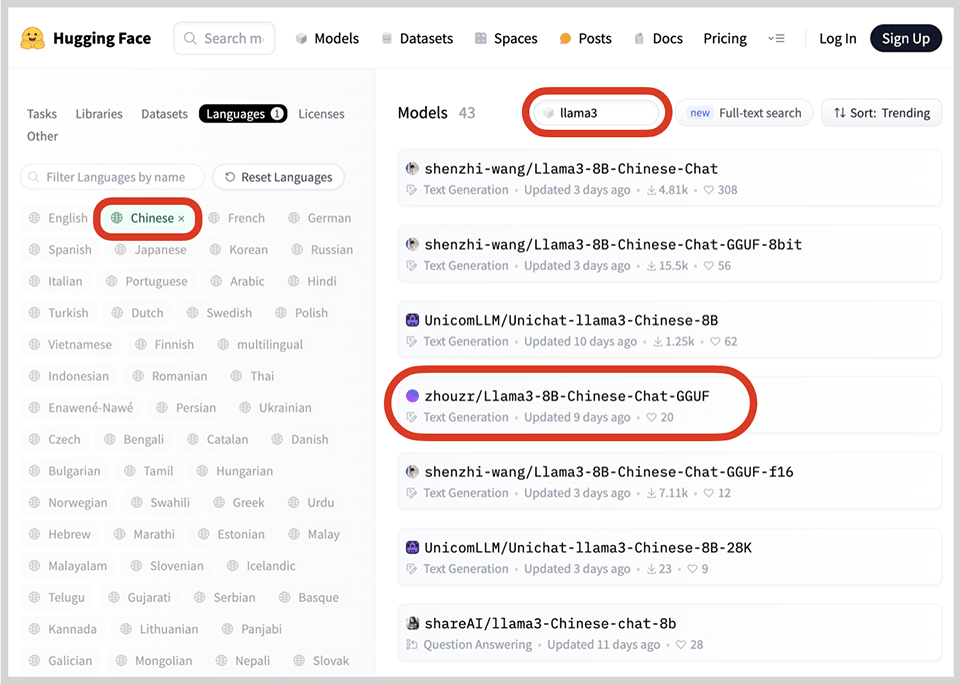 Hugging Face Search m Models Datasets Spaces Posts Docs Pricing Log In Sign Up
Tasks Libraries Datasets Languages 1 Licenses
Other
Filter Languages by name Reset Languages
English Chinese × French German
Spanish Japanese Korean Russian
Italian Portuguese Arabic Hindi
Turkish Dutch Swedish Polish
Vietnamese Finnish multilingual
Indonesian Romanian Thai
Enawené-Nawé Persian Ukrainian
Czech Bengali Catalan Danish
Bulgarian Tamil Hungarian
Norwegian Swahili Greek Urdu
Hebrew Marathi Estonian Malay
Malayalam Slovenian Icelandic
Telugu Gujarati Serbian Basque
Kannada Lithuanian Panjabi
Galician Mongolian Nepali Slovak
Models 43 llama3 new Full-text search Sort: Trending
shenzhi-wang/Llama3-8B-Chinese-Chat
Text Generation • Updated 3 days ago • 4.81k • 308
shenzhi-wang/Llama3-8B-Chinese-Chat-GGUF-8bit
Text Generation • Updated 3 days ago • 15.5k • 56
UnicomLLM/Unichat-llama3-Chinese-8B
Text Generation • Updated 10 days ago • 1.25k • 62
zhouzr/Llama3-8B-Chinese-Chat-GGUF
Text Generation • Updated 9 days ago • 20
shenzhi-wang/Llama3-8B-Chinese-Chat-GGUF-f16
Text Generation • Updated 3 days ago • 7.11k • 12
UnicomLLM/Unichat-llama3-Chinese-8B-28K
Text Generation • Updated 3 days ago • 23 • 9
shareAI/llama3-Chinese-chat-8b
Question Answering • Updated 11 days ago • 28